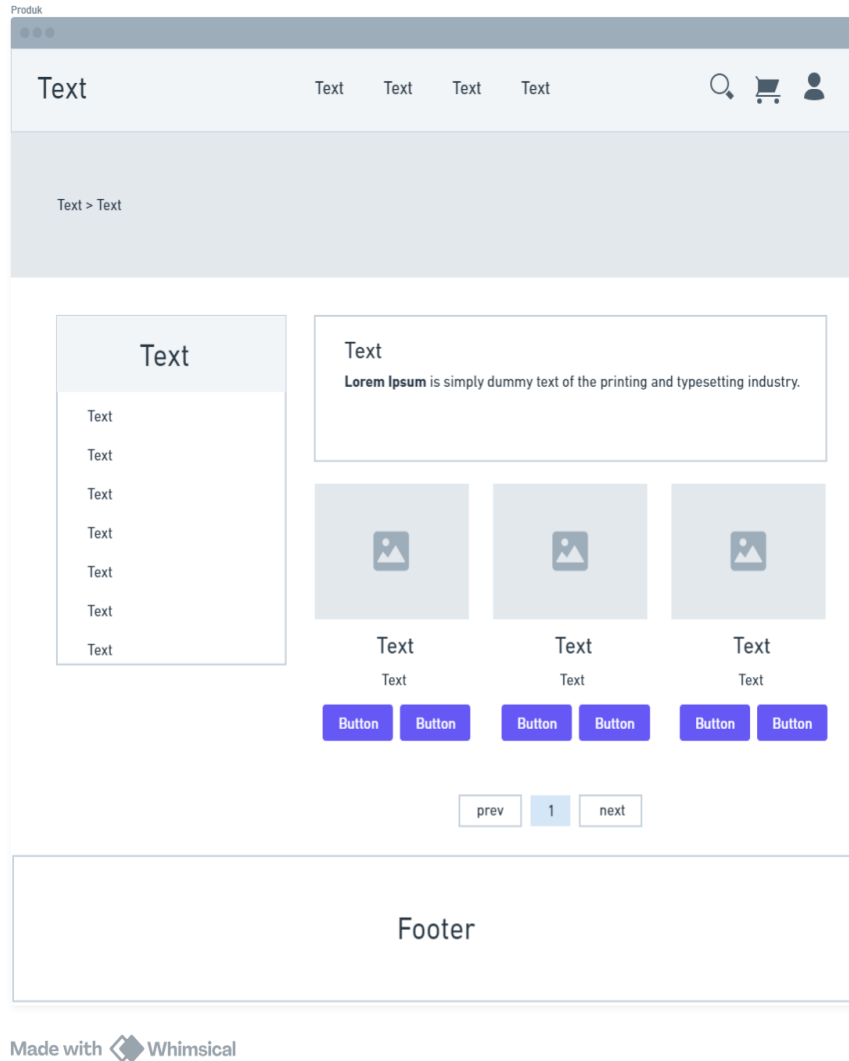 Produk
Text
Text Text Text Text
Text > Text
Text
Text
Text
Text
Text
Text
Text
Text
Text
Lorem Ipsum is simply dummy text of the printing and typesetting industry.
Text Text Text
Text Text Text
Button Button Button Button Button Button
prev 1 next
Footer
Made with Whimsical